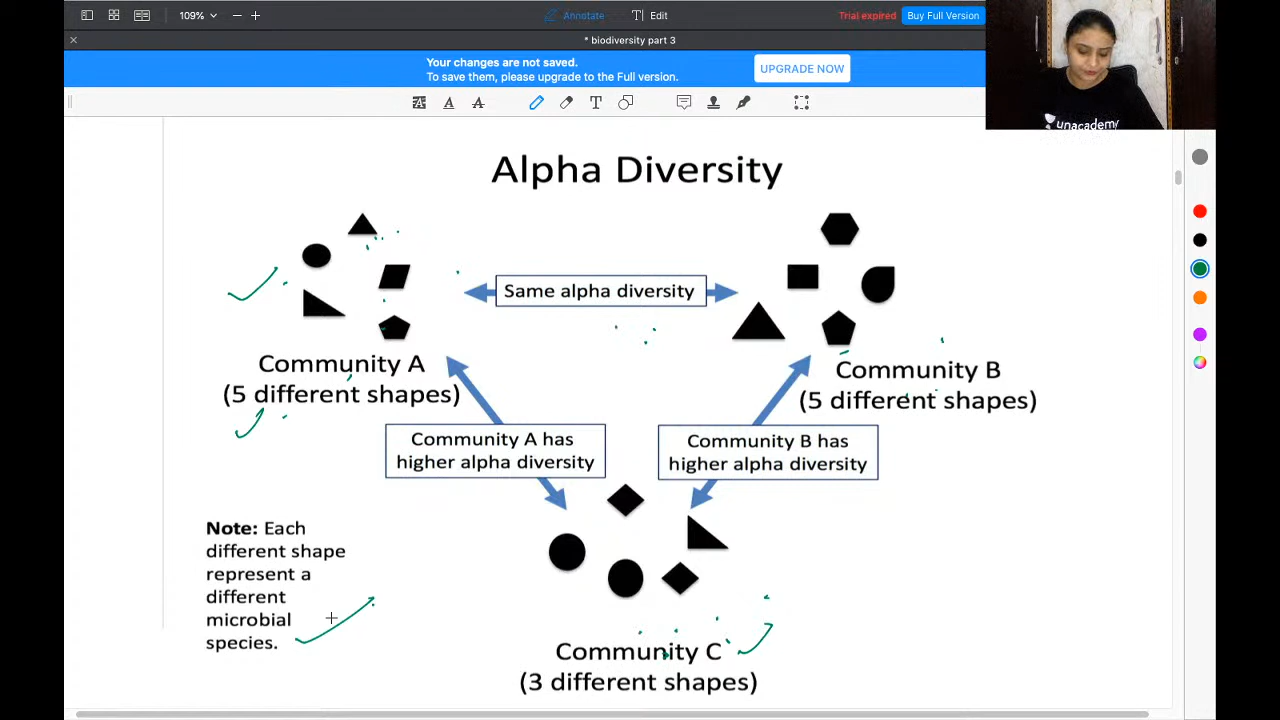 109%
Annotate
T Edit
Trial expired
Buy Full Version
* biodiversity part 3
Your changes are not saved.
To save them, please upgrade to the Full version.
UPGRADE NOW
unacademy
Alpha Diversity
Same alpha diversity
Community A
(5 different shapes)
Community B
(5 different shapes)
Community A has
higher alpha diversity
Community B has
higher alpha diversity
Note: Each
different shape
represent a
different
microbial
species.
Community C
(3 different shapes)